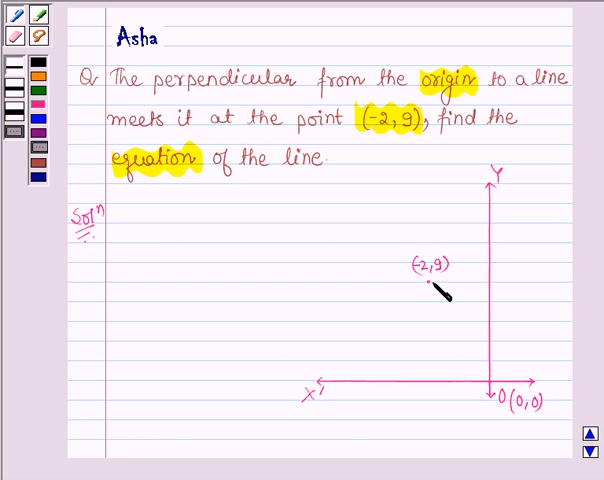 Asha
Q The perpendicular from the origin to a line
meets it at the point (-2, 9), find the
equation of the line.
Solⁿ
Y
(-2, 9)
X'
O(0,0)